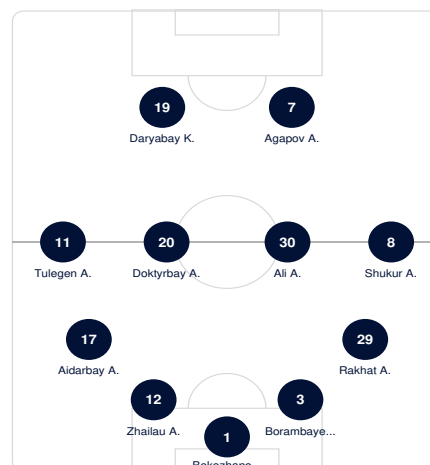 19 7
Daryabay K. Agapov A.
11 20 30 8
Tulegen A. Doktyrbay A. Ali A. Shukur A.
17 29
Aidarbay A. Rakhat A.
12 3
Zhailau A. Borambaye...
1